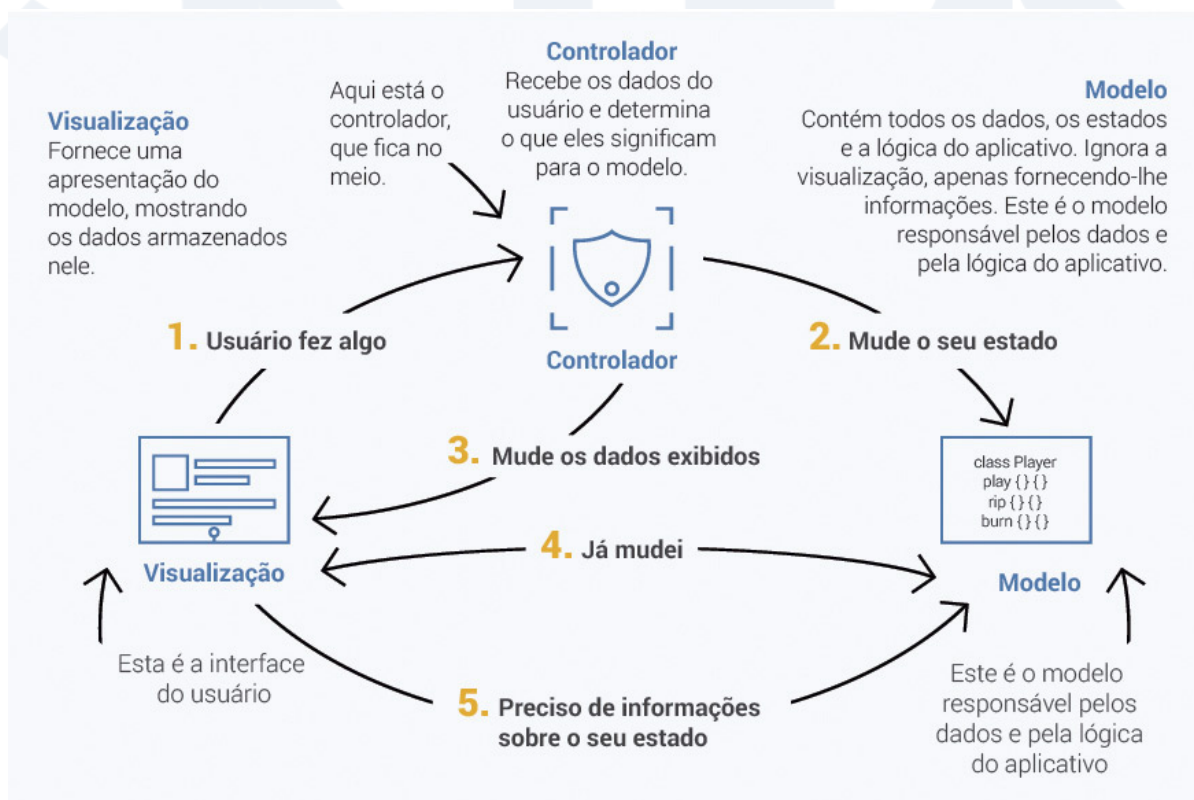 Controlador
Recebe os dados do
usuário e determina
o que eles significam
para o modelo.
Aqui está o
controlador,
que fica no
meio.
Visualização
Fornece uma
apresentação do
modelo, mostrando
os dados armazenados
nele.
Modelo
Contém todos os dados, os estados
e a lógica do aplicativo. Ignora a
visualização, apenas fornecendo-lhe
informações. Este é o modelo
responsável pelos dados e
pela lógica do aplicativo.
1. Usuário fez algo
Controlador
2. Mude o seu estado
3. Mude os dados exibidos
class Player
play { } { }
rip { } { }
burn { } { }
4. Já mudei
Visualização
Modelo
Esta é a interface
do usuário
5. Preciso de informações
sobre o seu estado
Este é o modelo
responsável pelos
dados e pela lógica
do aplicativo